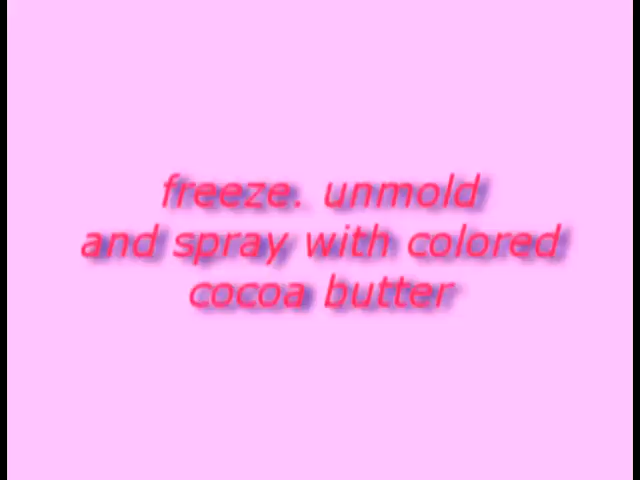 freeze. unmold
and spray with colored
cocoa butter